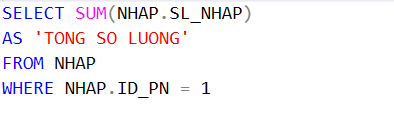 SELECT SUM(NHAP.SL_NHAP)
AS 'TONG SO LUONG'
FROM NHAP
WHERE NHAP.ID_PN = 1